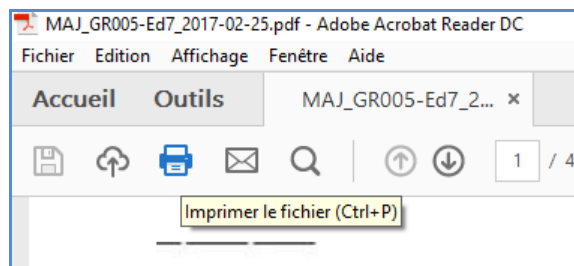 MAJ_GR005-Ed7_2017-02-25.pdf - Adobe Acrobat Reader DC
Fichier Edition Affichage Fenêtre Aide
Accueil Outils MAJ_GR005-Ed7_2... ×
1 / 4
Imprimer le fichier (Ctrl+P)